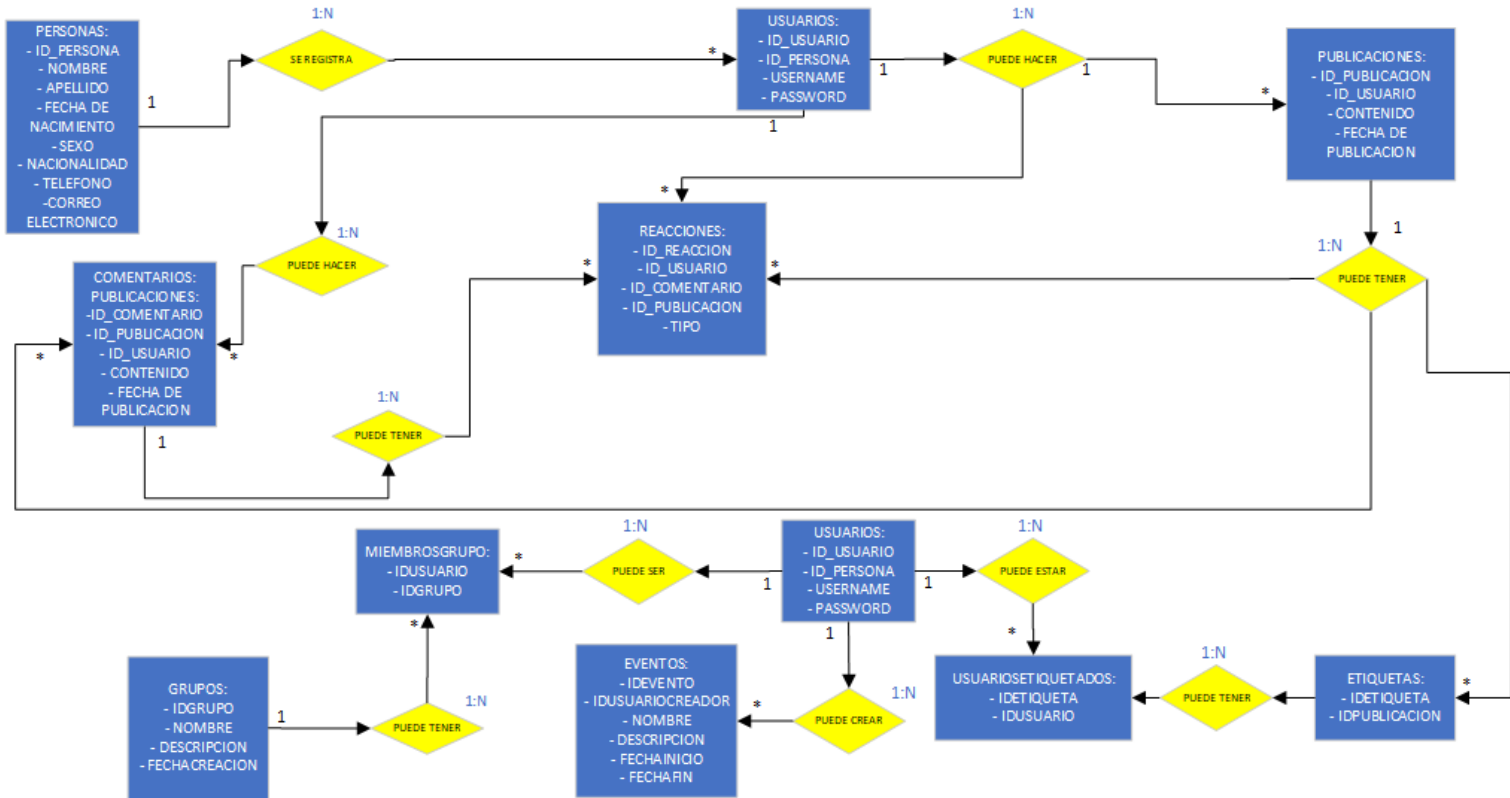 1:N
PERSONAS:
- ID_PERSONA
- NOMBRE
- APELLIDO
- FECHA DE
NACIMIENTO
- SEXO
- NACIONALIDAD
- TELEFONO
-CORREO
ELECTRONICO
1
SE REGISTRA
*
USUARIOS:
- ID_USUARIO
- ID_PERSONA
- USERNAME
- PASSWORD
1
1
1:N
PUEDE HACER
1
*
PUBLICACIONES:
- ID_PUBLICACION
- ID_USUARIO
- CONTENIDO
- FECHA DE
PUBLICACION
1
*
REACCIONES:
- ID_REACCION
- ID_USUARIO
- ID_COMENTARIO
- ID_PUBLICACION
- TIPO
*
*
1:N
PUEDE HACER
*
1:N
PUEDE TENER
COMENTARIOS:
PUBLICACIONES:
-ID_COMENTARIO
- ID_PUBLICACION
- ID_USUARIO
- CONTENIDO
- FECHA DE
PUBLICACION
*
1
1:N
PUEDE TENER
MIEMBROSGRUPO:
- IDUSUARIO
- IDGRUPO
*
*
1:N
PUEDE SER
1
USUARIOS:
- ID_USUARIO
- ID_PERSONA
- USERNAME
- PASSWORD
1
1
1:N
PUEDE ESTAR
*
GRUPOS:
- IDGRUPO
- NOMBRE
- DESCRIPCION
- FECHACREACION
1
1:N
PUEDE TENER
EVENTOS:
- IDEVENTO
- IDUSUARIOCREADOR
- NOMBRE
- DESCRIPCION
- FECHAINICIO
- FECHAFIN
*
1:N
PUEDE CREAR
USUARIOSETIQUETADOS:
- IDETIQUETA
- IDUSUARIO
1:N
PUEDE TENER
ETIQUETAS:
- IDETIQUETA
- IDPUBLICACION
*